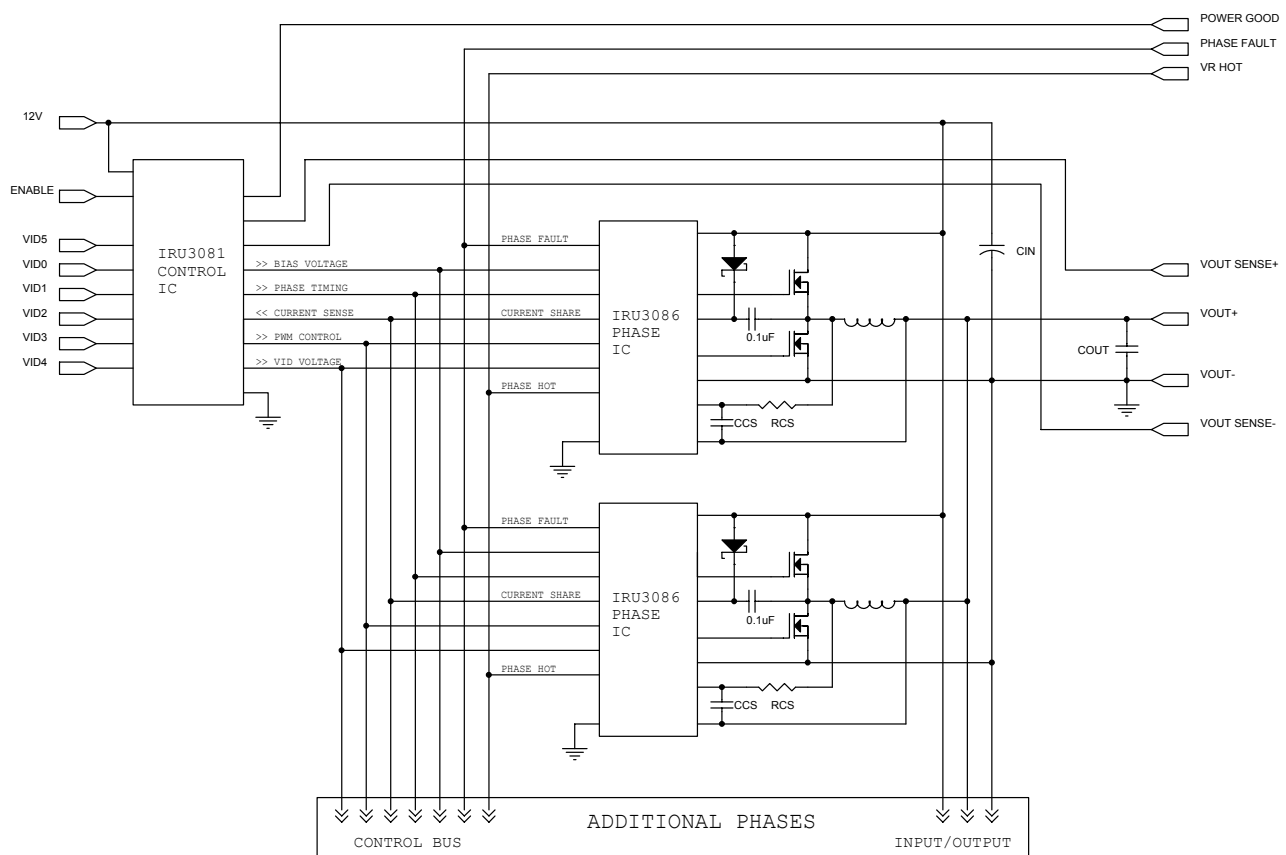 POWER GOOD
PHASE FAULT
VR HOT
12V
ENABLE
VID5
VID0
VID1
VID2
VID3
VID4
IRU3081
CONTROL
IC
>> BIAS VOLTAGE
>> PHASE TIMING
<< CURRENT SENSE
>> PWM CONTROL
>> VID VOLTAGE
PHASE FAULT
CURRENT SHARE
PHASE HOT
IRU3086
PHASE
IC
0.1uF
CCS
RCS
CIN
COUT
VOUT SENSE+
VOUT+
VOUT-
VOUT SENSE-
PHASE FAULT
CURRENT SHARE
PHASE HOT
IRU3086
PHASE
IC
0.1uF
CCS
RCS
ADDITIONAL PHASES
CONTROL BUS
INPUT/OUTPUT